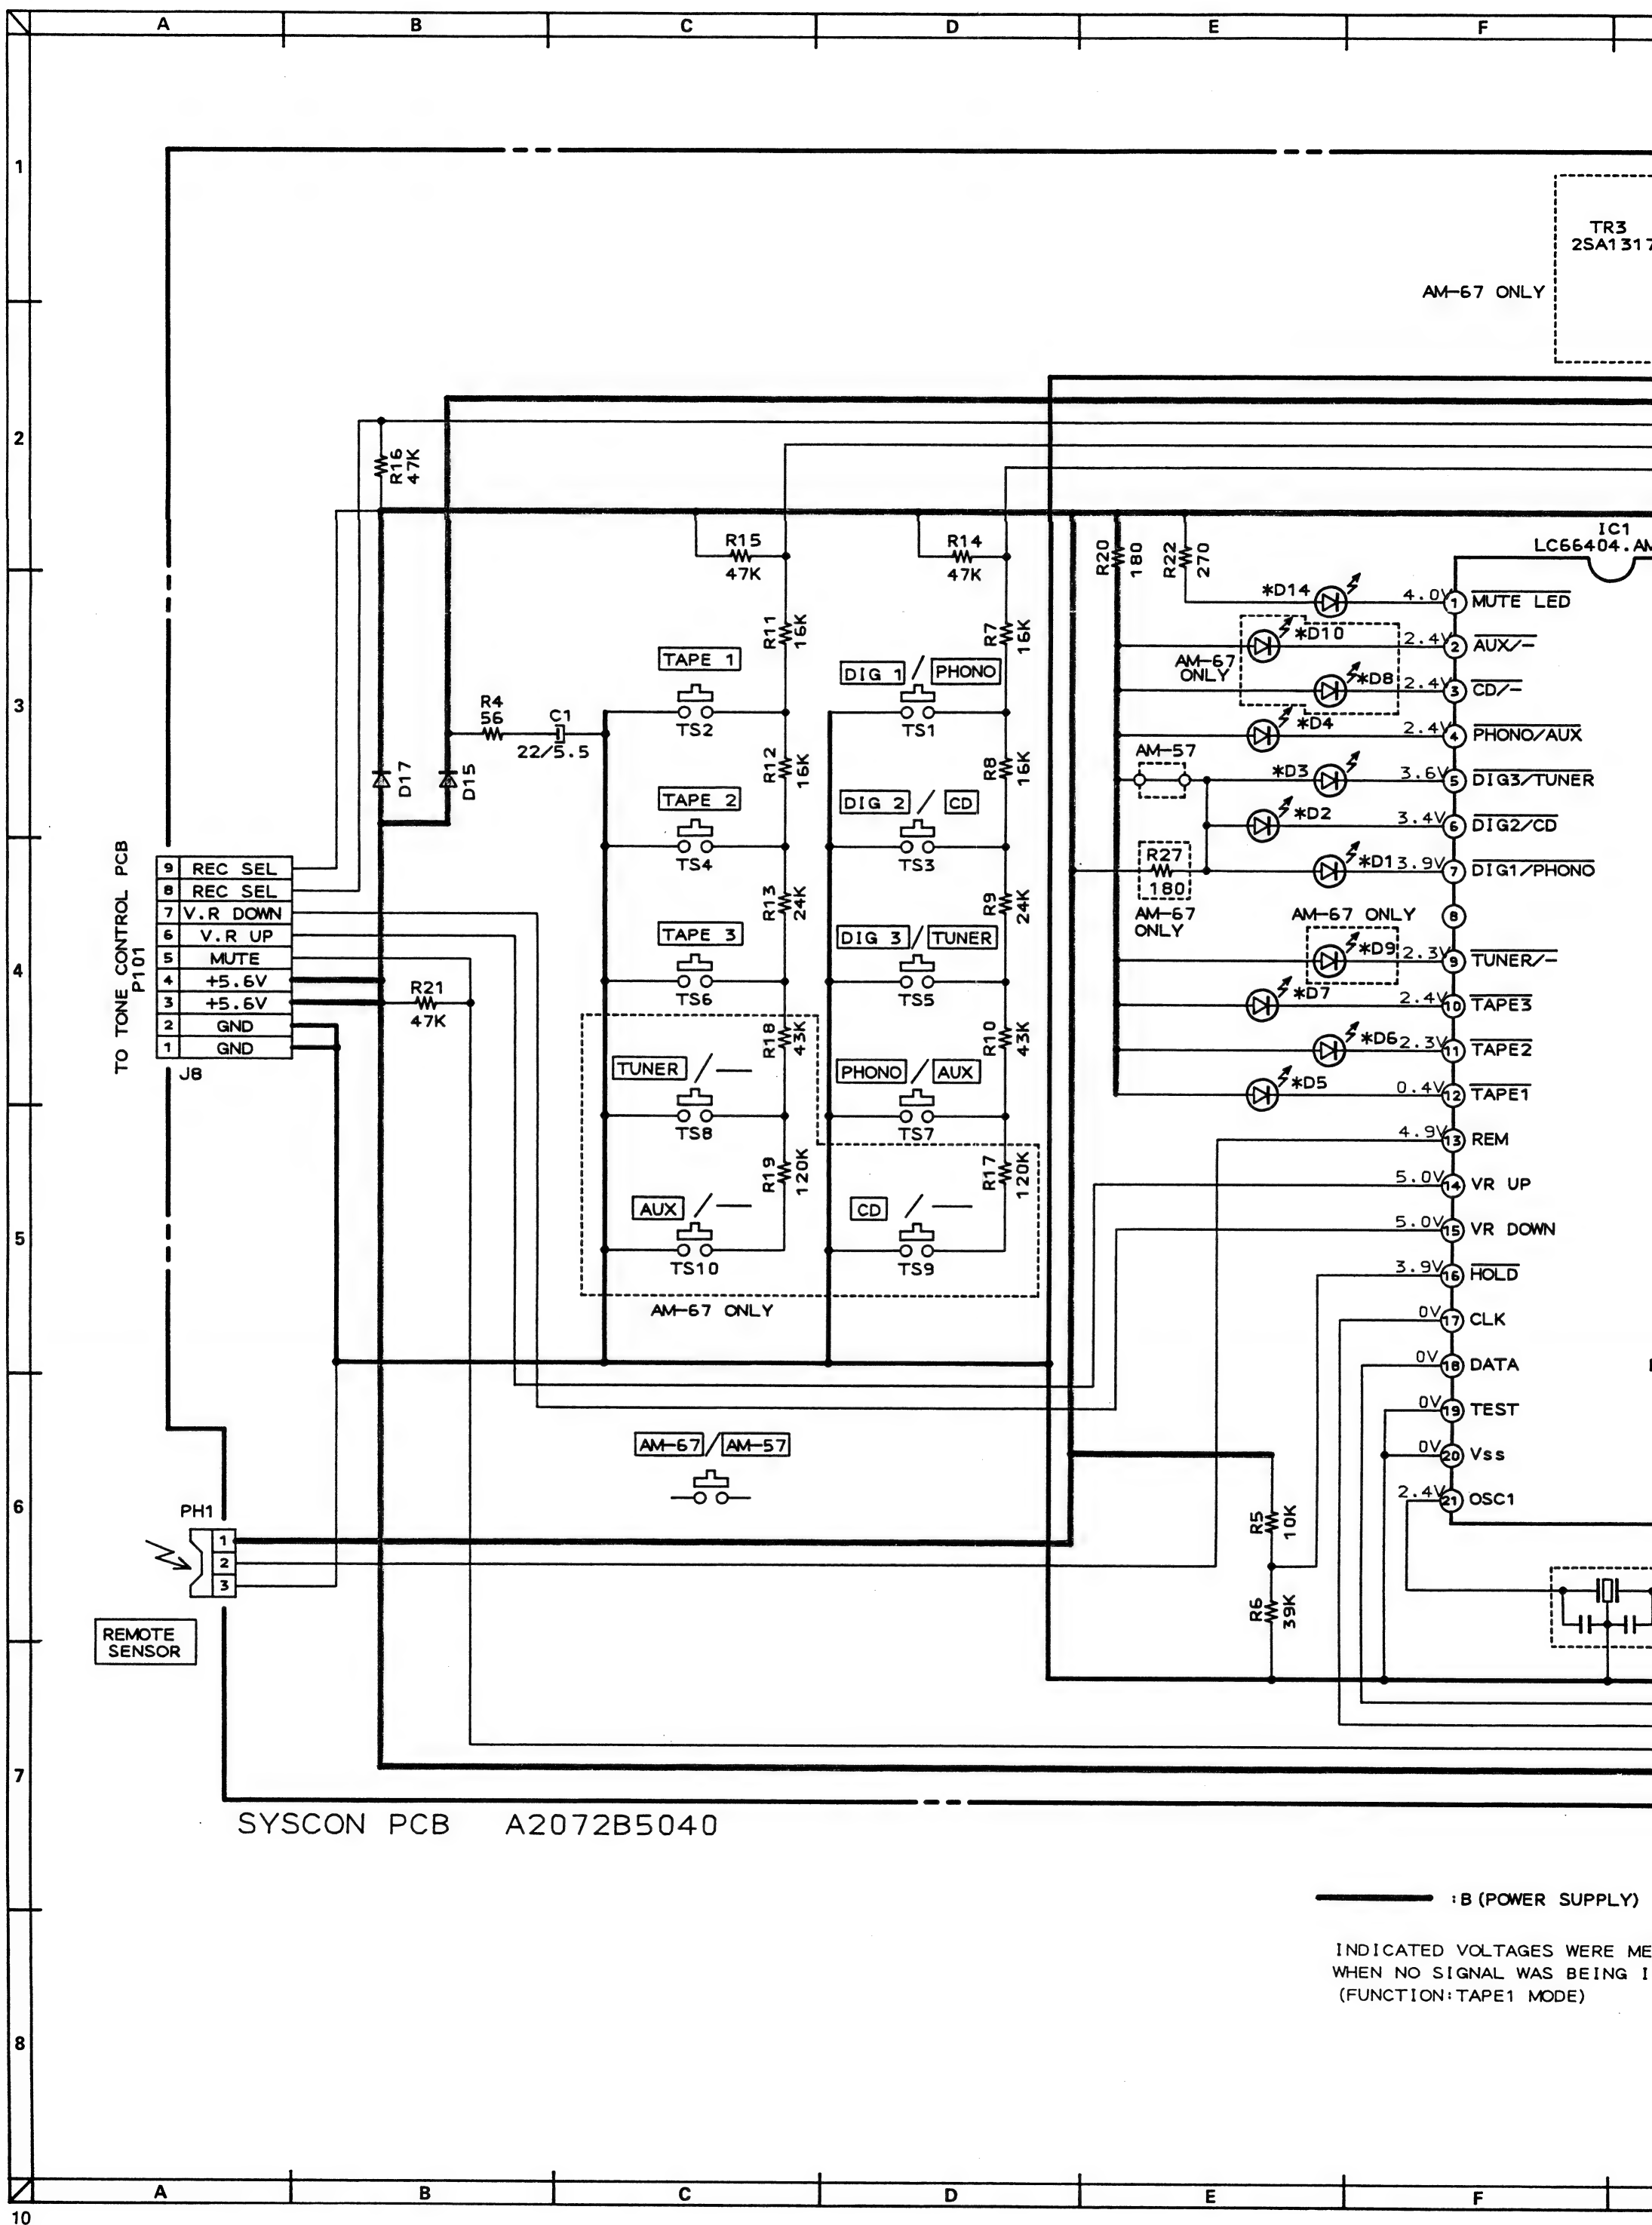 A B C D E F
1
TR3
2SA1317
AM-67 ONLY
2
R16
47K
R15
47K
R14
47K
R20
180
R22
270
IC1
LC66404.AM
*D14
4.0V 1 MUTE LED
R11
16K
R7
16K
*D10
2.4V 2 AUX/-
TAPE 1
DIG 1 / PHONO
AM-67
ONLY
*D8
2.4V 3 CD/-
3
R4
56
C1
22/5.5
TS2
TS1
*D4
2.4V 4 PHONO/AUX
AM-57
D17
D15
R12
16K
R8
16K
*D3
3.6V 5 DIG3/TUNER
TAPE 2
DIG 2 / CD
*D2
3.4V 6 DIG2/CD
TS4
TS3
R27
180
*D1
3.9V 7 DIG1/PHONO
TO TONE CONTROL PCB
P101
9 REC SEL
8 REC SEL
7 V.R DOWN
6 V.R UP
5 MUTE
4 +5.6V
3 +5.6V
2 GND
1 GND
J8
R13
24K
R9
24K
AM-67
ONLY
AM-67 ONLY
8
TAPE 3
DIG 3 / TUNER
*D9
2.3V 9 TUNER/-
4
R21
47K
TS6
TS5
*D7
2.4V 10 TAPE3
R18
43K
R10
43K
*D6
2.3V 11 TAPE2
TUNER / —
PHONO / AUX
*D5
0.4V 12 TAPE1
TS8
TS7
4.9V 13 REM
R19
120K
R17
120K
5.0V 14 VR UP
AUX / —
CD / —
5
5.0V 15 VR DOWN
TS10
TS9
3.9V 16 HOLD
AM-67 ONLY
0V 17 CLK
0V 18 DATA
0V 19 TEST
AM-67 / AM-57
0V 20 Vss
6
2.4V 21 OSC1
PH1
1
2
3
R5
10K
R6
39K
REMOTE
SENSOR
7
SYSCON PCB A2072B5040
:B (POWER SUPPLY)
INDICATED VOLTAGES WERE ME
WHEN NO SIGNAL WAS BEING I
(FUNCTION:TAPE1 MODE)
8
A B C D E F
10